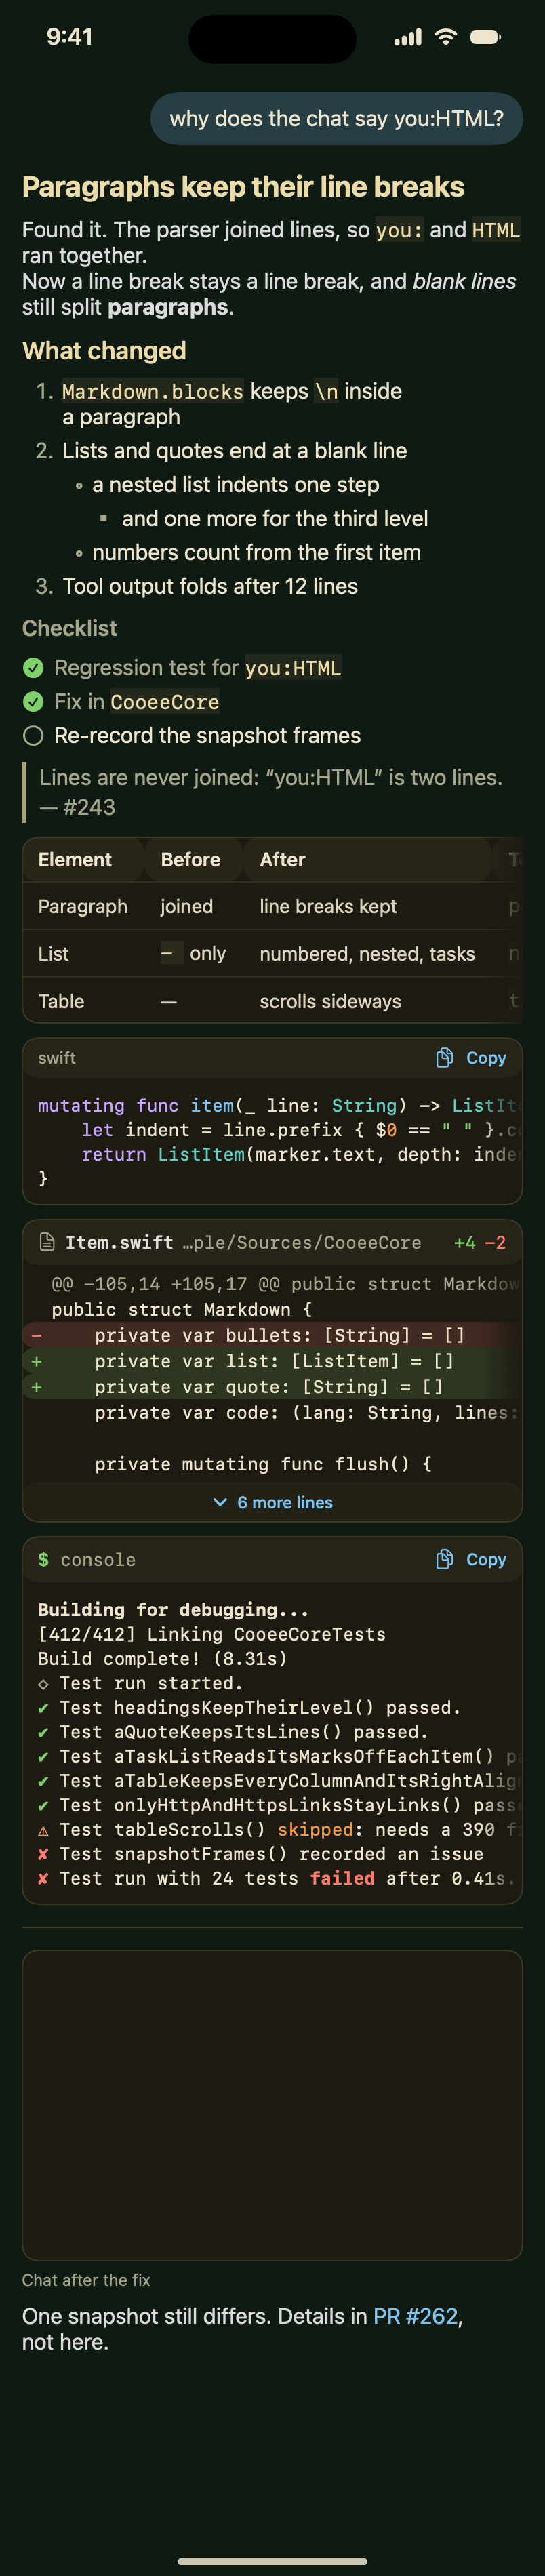 9:41
why does the chat say you:HTML?
Paragraphs keep their line breaks
Found it. The parser joined lines, so you: and HTML
ran together.
Now a line break stays a line break, and blank lines
still split paragraphs.
What changed
1. Markdown.blocks keeps \n inside
a paragraph
2. Lists and quotes end at a blank line
◦ a nested list indents one step
▪ and one more for the third level
◦ numbers count from the first item
3. Tool output folds after 12 lines
Checklist
Regression test for you:HTML
Fix in CooeeCore
Re-record the snapshot frames
Lines are never joined: “you:HTML” is two lines.
— #243
Element Before After
Paragraph joined line breaks kept
List - only numbered, nested, tasks
Table — scrolls sideways
swift Copy
mutating func item(_ line: String) -> ListIt
let indent = line.prefix { $0 == " " }.c
return ListItem(marker.text, depth: inde
}
Item.swift …ple/Sources/CooeeCore +4 −2
@@ -105,14 +105,17 @@ public struct Markdow
public struct Markdown {
− private var bullets: [String] = []
+ private var list: [ListItem] = []
+ private var quote: [String] = []
private var code: (lang: String, lines:
private mutating func flush() {
6 more lines
$ console Copy
Building for debugging...
[412/412] Linking CooeeCoreTests
Build complete! (8.31s)
◇ Test run started.
✔ Test headingsKeepTheirLevel() passed.
✔ Test aQuoteKeepsItsLines() passed.
✔ Test aTaskListReadsItsMarksOffEachItem() pa
✔ Test aTableKeepsEveryColumnAndItsRightAlig
✔ Test onlyHttpAndHttpsLinksStayLinks() pass
⚠ Test tableScrolls() skipped: needs a 390 f
✘ Test snapshotFrames() recorded an issue
✘ Test run with 24 tests failed after 0.41s.
Chat after the fix
One snapshot still differs. Details in PR #262,
not here.